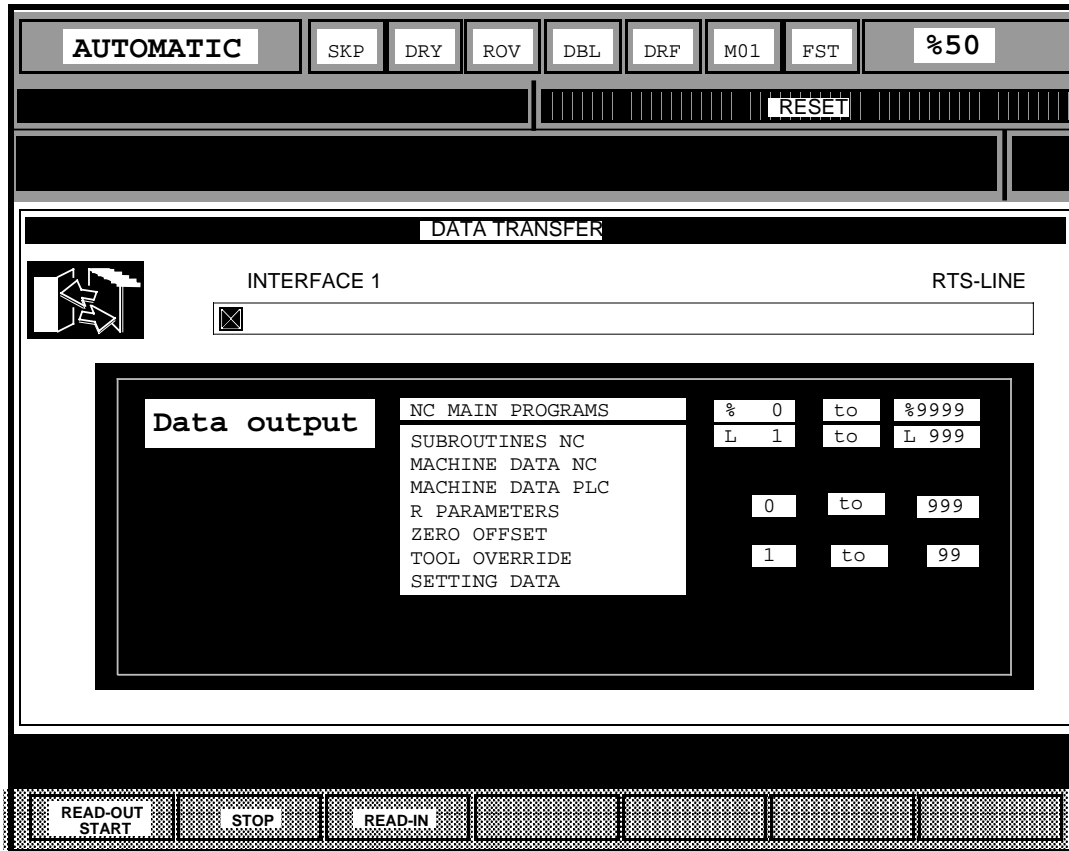 AUTOMATIC SKP DRY ROV DBL DRF M01 FST %50
RESET
DATA TRANSFER
INTERFACE 1 RTS-LINE
Data output
NC MAIN PROGRAMS % 0 to %9999
SUBROUTINES NC L 1 to L 999
MACHINE DATA NC
MACHINE DATA PLC
R PARAMETERS 0 to 999
ZERO OFFSET
TOOL OVERRIDE 1 to 99
SETTING DATA
READ-OUT START STOP READ-IN